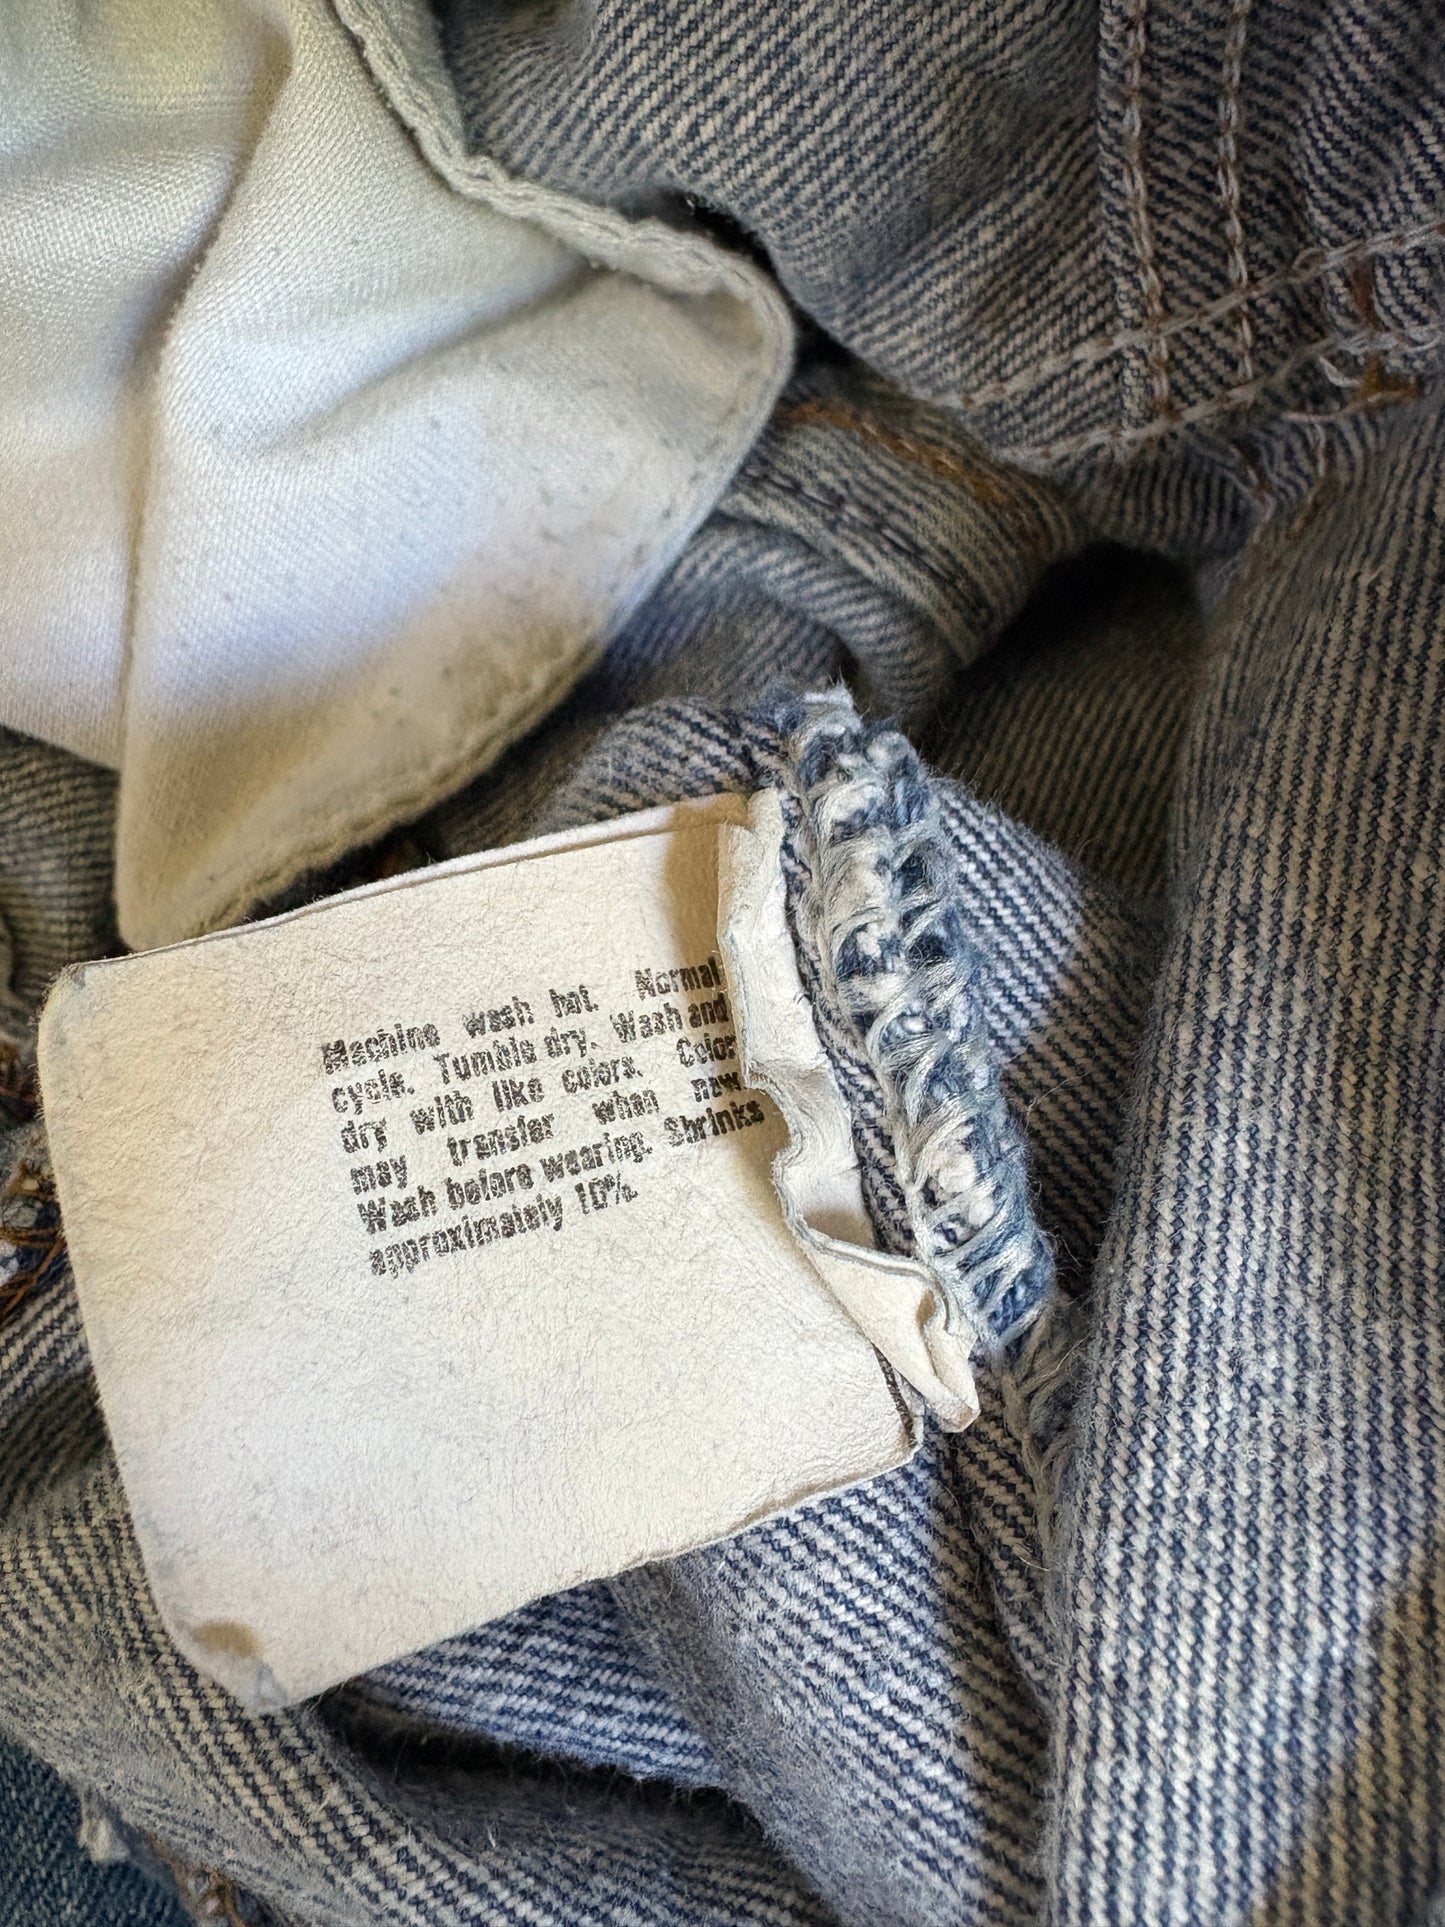 Machine wash hot. Normal
cycle. Tumble dry. Wash and
dry with like colors. Color
may transfer when new.
Wash before wearing. Shrinks
approximately 10%.